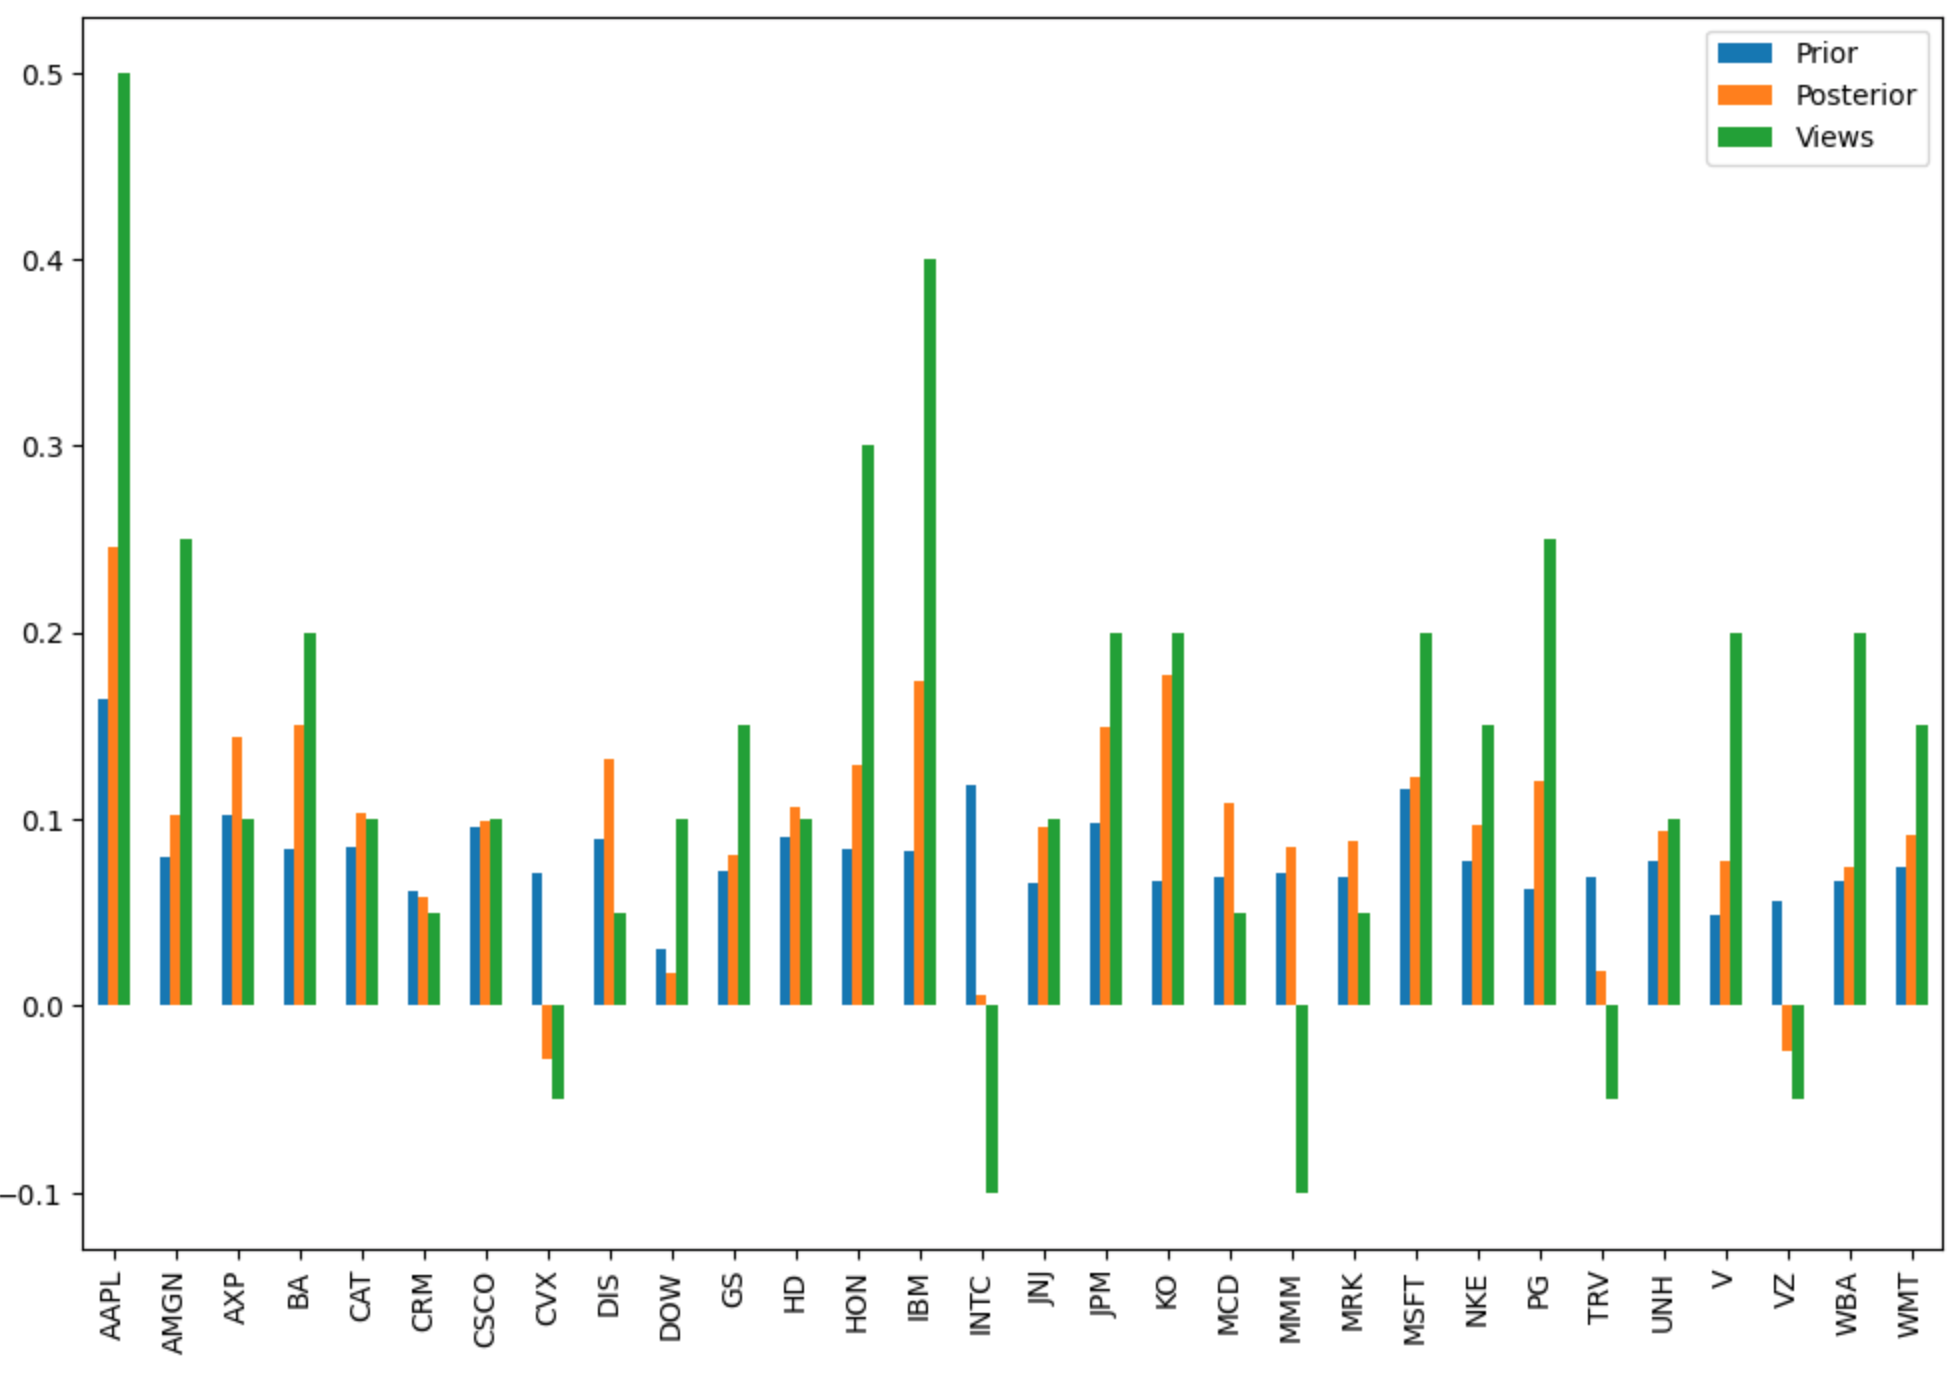 0.5
0.4
0.3
0.2
0.1
0.0
−0.1
Prior
Posterior
Views
AAPL
AMGN
AXP
BA
CAT
CRM
CSCO
CVX
DIS
DOW
GS
HD
HON
IBM
INTC
JNJ
JPM
KO
MCD
MMM
MRK
MSFT
NKE
PG
TRV
UNH
V
VZ
WBA
WMT